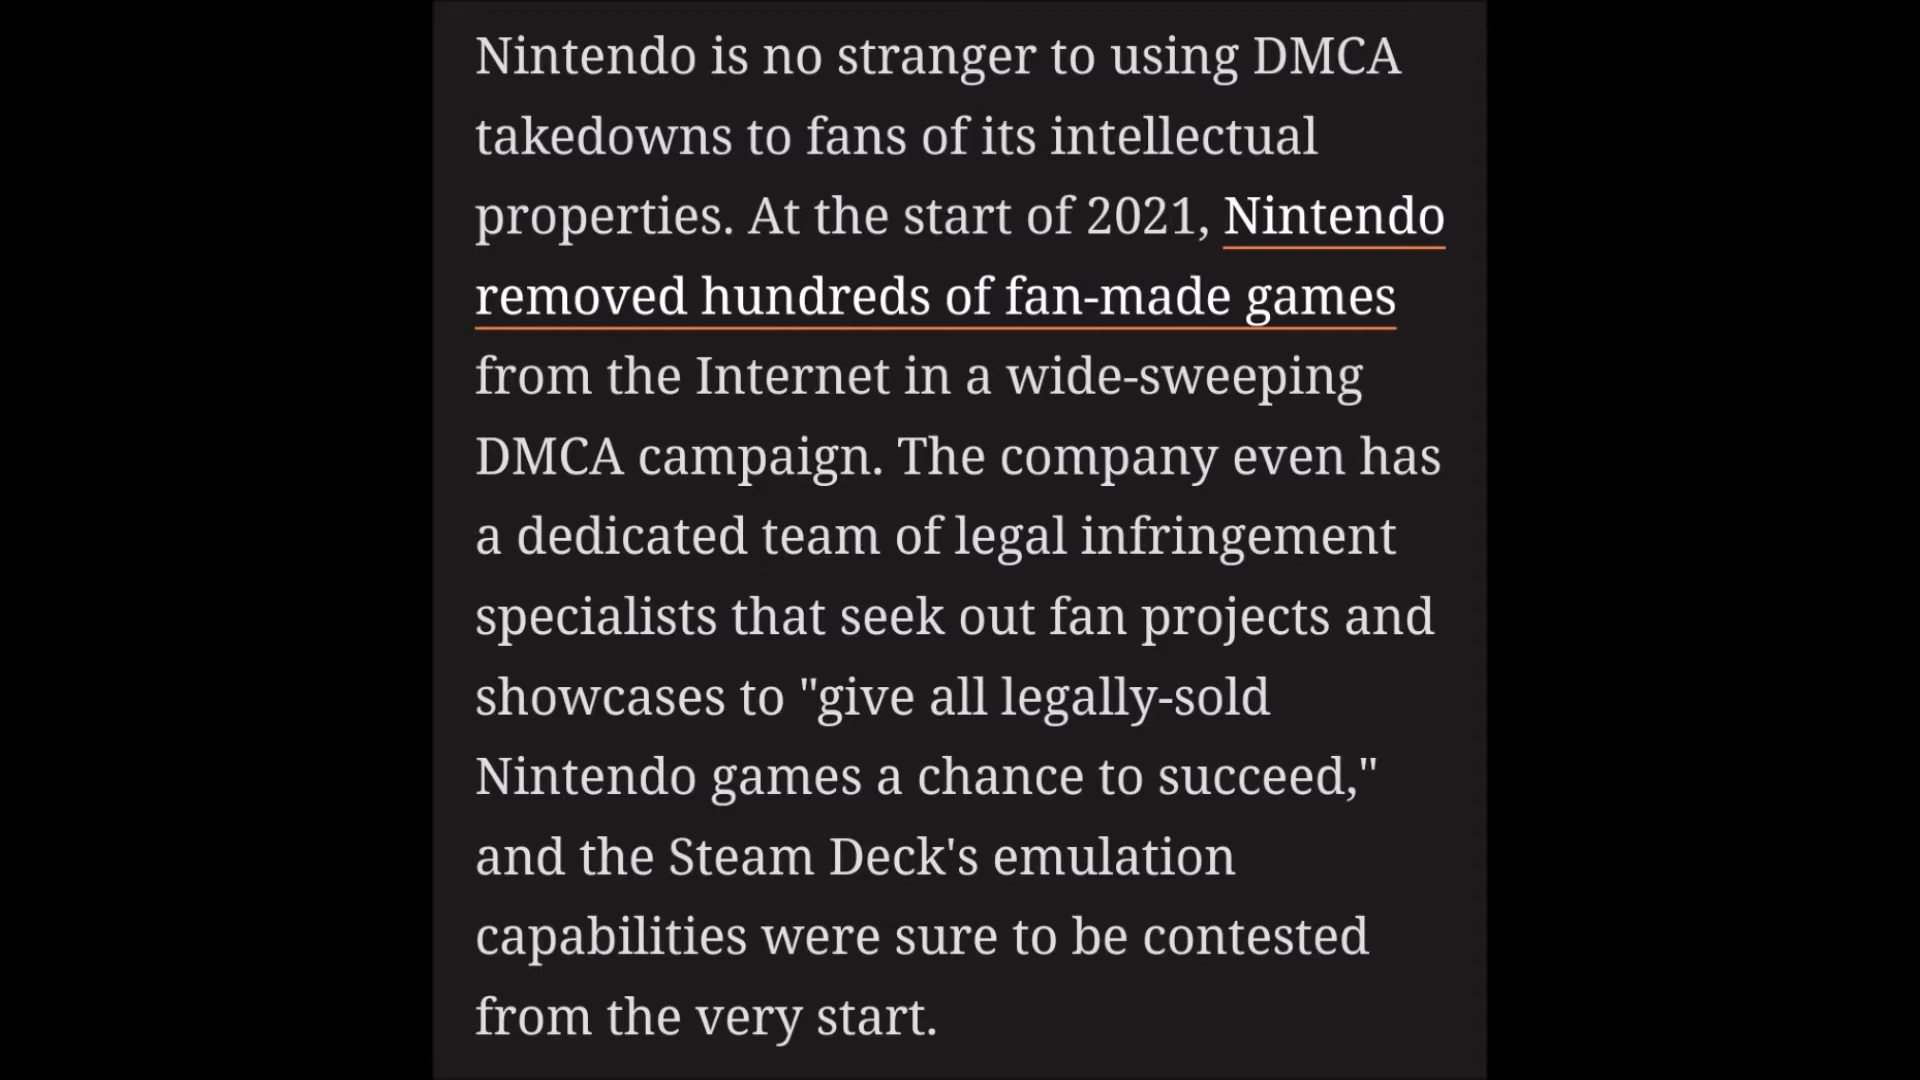 Nintendo is no stranger to using DMCA
takedowns to fans of its intellectual
properties. At the start of 2021, Nintendo
removed hundreds of fan-made games
from the Internet in a wide-sweeping
DMCA campaign. The company even has
a dedicated team of legal infringement
specialists that seek out fan projects and
showcases to "give all legally-sold
Nintendo games a chance to succeed,"
and the Steam Deck's emulation
capabilities were sure to be contested
from the very start.